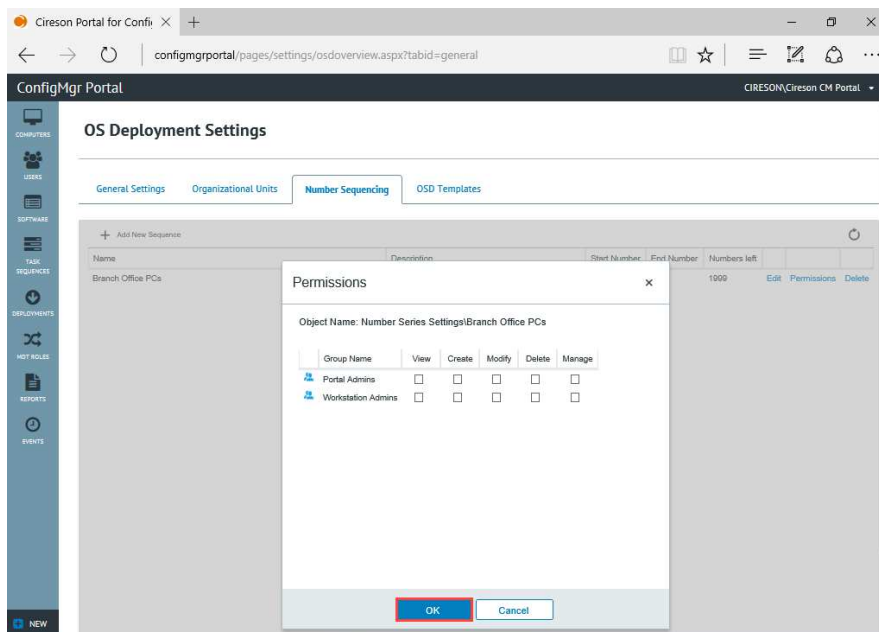 Cireson Portal for Config
configmgrportal/pages/settings/osdoverview.aspx?tabid=general
ConfigMgr Portal
CIRESON\Cireson CM Portal
COMPUTERS
USERS
SOFTWARE
TASK
SEQUENCES
DEPLOYMENTS
HOT ROLES
REPORTS
EVENTS
NEW
OS Deployment Settings
General Settings Organizational Units Number Sequencing OSD Templates
Add New Sequence
Name Description Start Number End Number Numbers left
Branch Office PCs 1999 Edit Permissions Delete
Permissions
Object Name: Number Series Settings\Branch Office PCs
Group Name View Create Modify Delete Manage
Portal Admins
Workstation Admins
OK Cancel